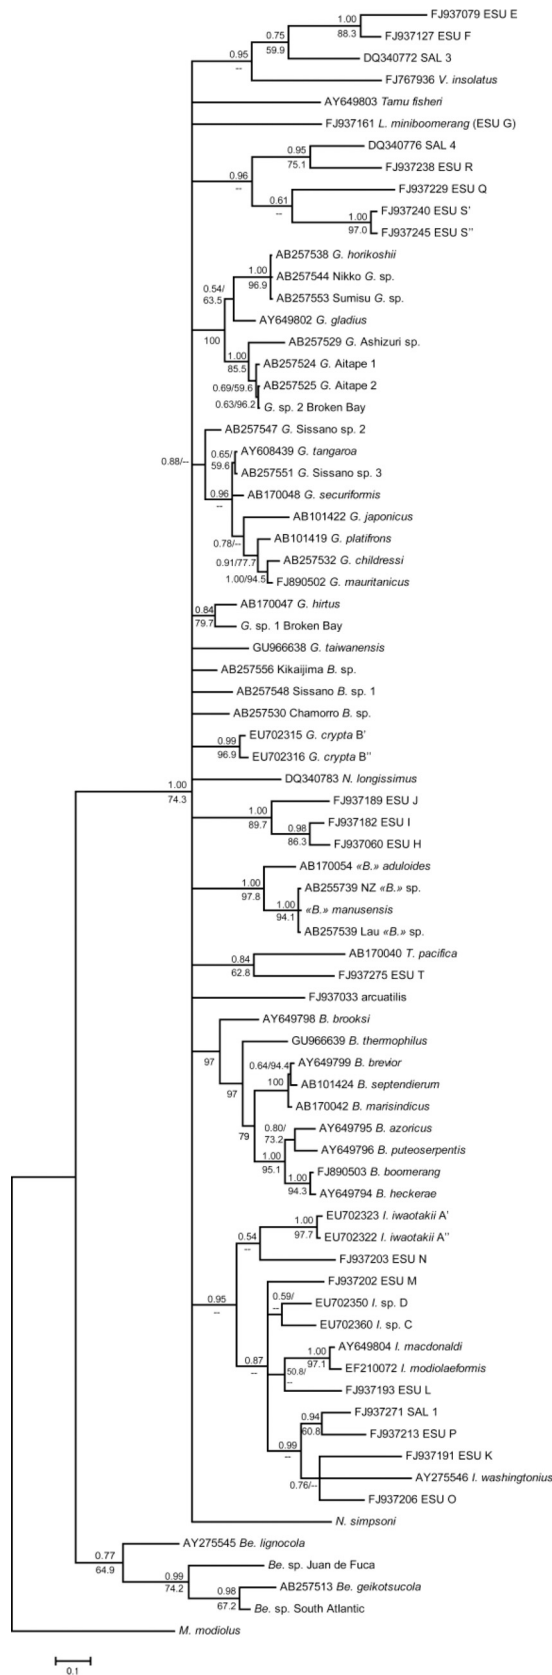 FJ937079 ESU E
1.00
88.3
FJ937127 ESU F
0.75
59.9
DQ340772 SAL 3
0.95
--
FJ767936 V. insolatus
AY649803 Tamu fisheri
FJ937161 L. miniboomerang (ESU G)
DQ340776 SAL 4
0.95
75.1
FJ937238 ESU R
0.96
--
FJ937229 ESU Q
0.61
--
FJ937240 ESU S'
1.00
97.0
FJ937245 ESU S''
AB257538 G. horikoshii
1.00
96.9
AB257544 Nikko G. sp.
0.54/
63.5
AB257553 Sumisu G. sp.
AY649802 G. gladius
100
AB257529 G. Ashizuri sp.
1.00
85.5
AB257524 G. Aitape 1
0.69/59.6
AB257525 G. Aitape 2
0.63/96.2
G. sp. 2 Broken Bay
AB257547 G. Sissano sp. 2
0.65/
59.6
AY608439 G. tangaroa
0.88/--
AB257551 G. Sissano sp. 3
0.96
--
AB170048 G. securiformis
AB101422 G. japonicus
0.78/--
AB101419 G. platifrons
0.91/77.7
AB257532 G. childressi
1.00/94.5
FJ890502 G. mauritanicus
AB170047 G. hirtus
0.84
79.7
G. sp. 1 Broken Bay
GU966638 G. taiwanensis
AB257556 Kikaijima B. sp.
AB257548 Sissano B. sp. 1
AB257530 Chamorro B. sp.
EU702315 G. crypta B'
0.99
96.9
EU702316 G. crypta B''
DQ340783 N. longissimus
1.00
74.3
FJ937189 ESU J
1.00
89.7
FJ937182 ESU I
0.98
86.3
FJ937060 ESU H
AB170054 «B.» aduloides
1.00
97.8
AB255739 NZ «B.» sp.
1.00
94.1
«B.» manusensis
AB257539 Lau «B.» sp.
AB170040 T. pacifica
0.84
62.8
FJ937275 ESU T
FJ937033 arcuatilis
AY649798 B. brooksi
97
GU966639 B. thermophilus
97
0.64/94.4
AY649799 B. brevior
100
AB101424 B. septendierum
AB170042 B. marisindicus
79
0.80/
73.2
AY649795 B. azoricus
AY649796 B. puteoserpentis
1.00
95.1
FJ890503 B. boomerang
1.00
94.3
AY649794 B. heckerae
EU702323 I. iwaotakii A'
1.00
97.7
EU702322 I. iwaotakii A''
0.54
--
FJ937203 ESU N
0.95
--
FJ937202 ESU M
0.59/
--
EU702350 I. sp. D
EU702360 I. sp. C
0.87
--
AY649804 I. macdonaldi
1.00
97.1
EF210072 I. modiolaeformis
50.8/
--
FJ937193 ESU L
FJ937271 SAL 1
0.94
60.8
FJ937213 ESU P
0.99
--
FJ937191 ESU K
AY275546 I. washingtonius
0.76/--
FJ937206 ESU O
N. simpsoni
AY275545 Be. lignocola
0.77
64.9
Be. sp. Juan de Fuca
0.99
74.2
AB257513 Be. geikotsucola
0.98
67.2
Be. sp. South Atlantic
M. modiolus
0.1